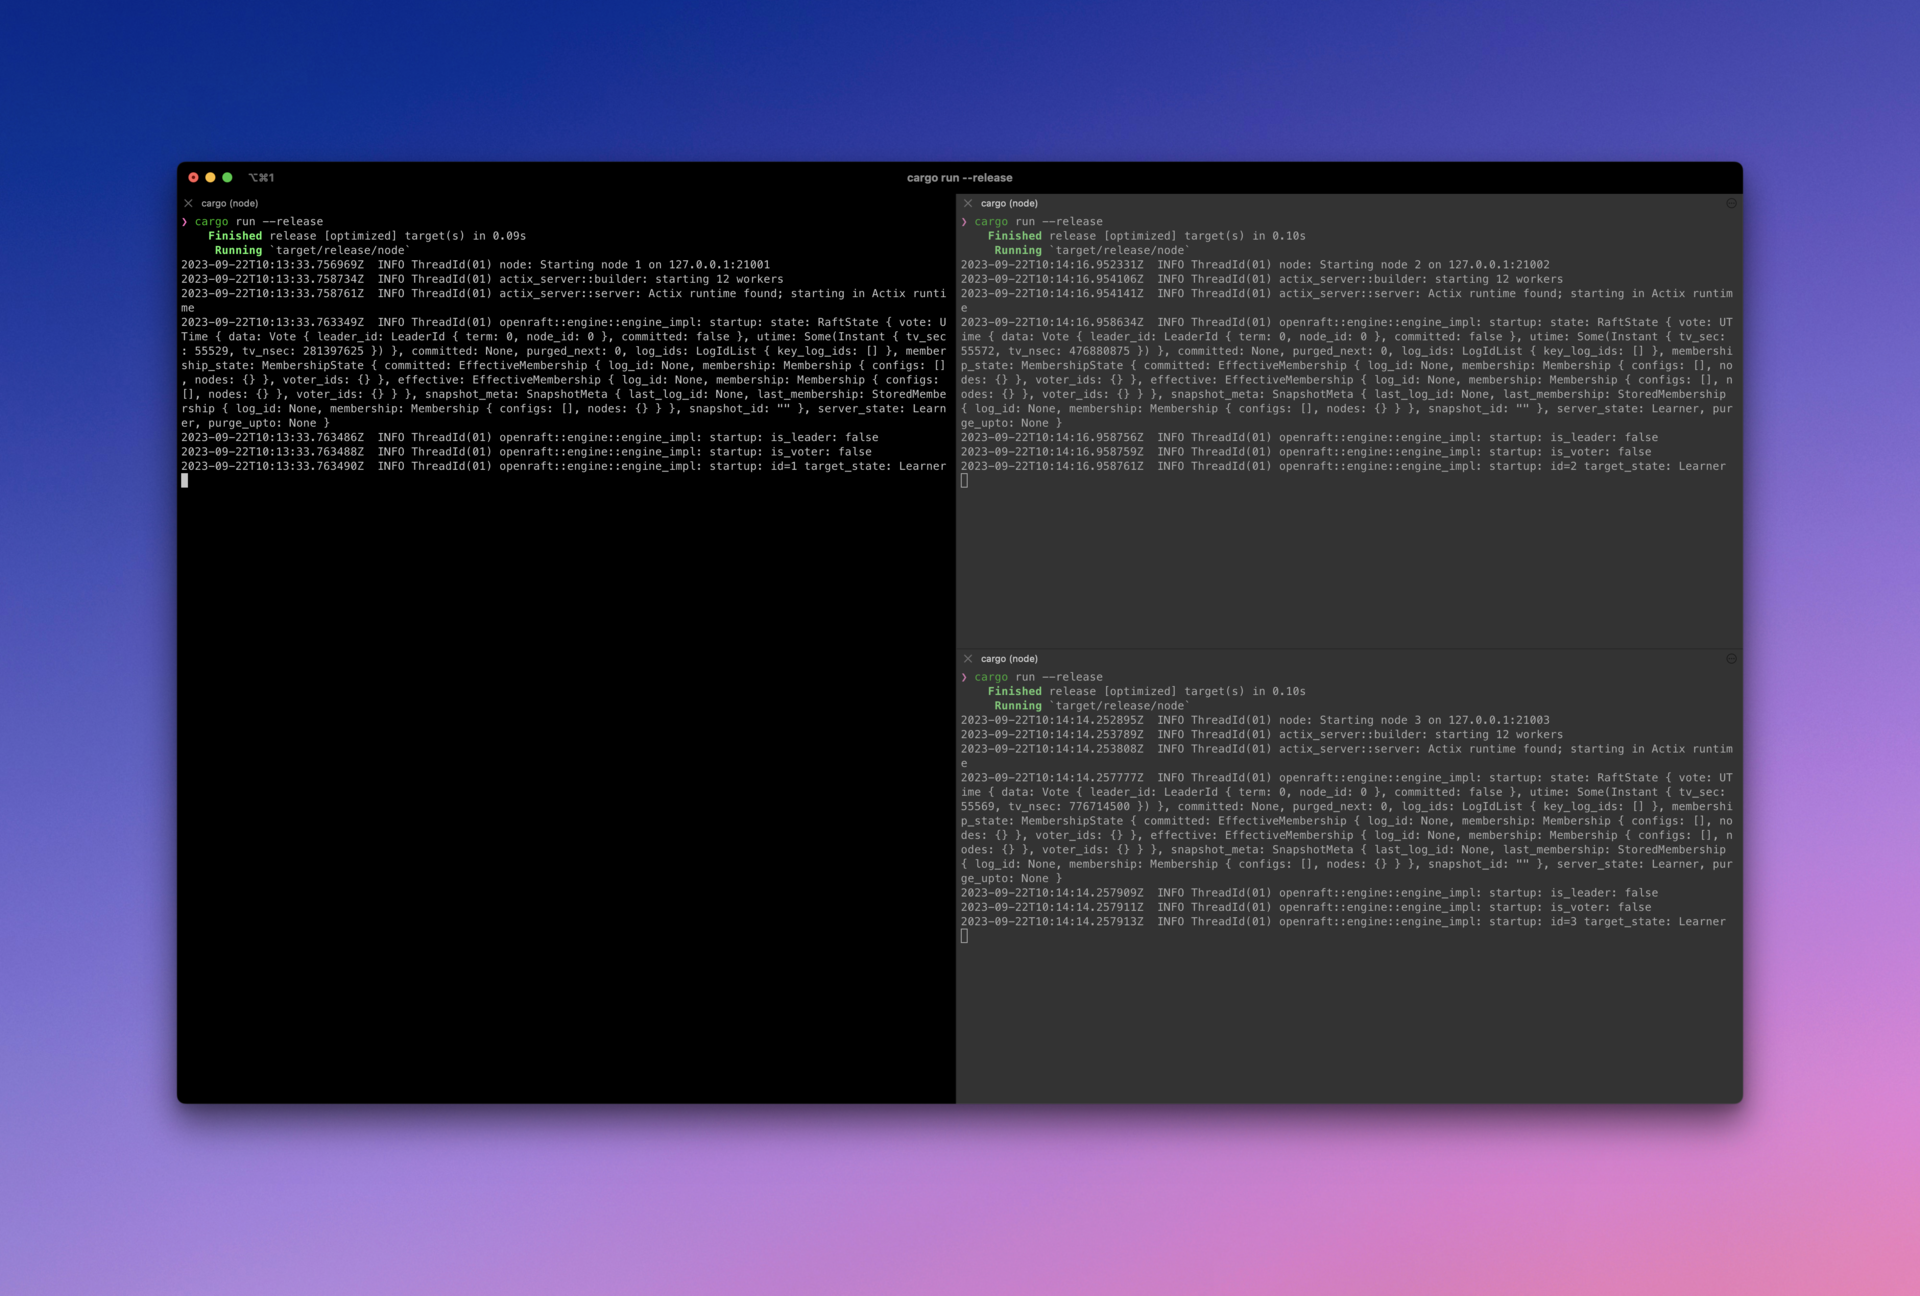 ⌥⌘1
cargo run --release
cargo (node)
❯ cargo run --release
Finished release [optimized] target(s) in 0.09s
Running `target/release/node`
2023-09-22T10:13:33.756969Z  INFO ThreadId(01) node: Starting node 1 on 127.0.0.1:21001
2023-09-22T10:13:33.758734Z  INFO ThreadId(01) actix_server::builder: starting 12 workers
2023-09-22T10:13:33.758761Z  INFO ThreadId(01) actix_server::server: Actix runtime found; starting in Actix runti
me
2023-09-22T10:13:33.763349Z  INFO ThreadId(01) openraft::engine::engine_impl: startup: state: RaftState { vote: U
Time { data: Vote { leader_id: LeaderId { term: 0, node_id: 0 }, committed: false }, utime: Some(Instant { tv_sec
: 55529, tv_nsec: 281397625 }) }, committed: None, purged_next: 0, log_ids: LogIdList { key_log_ids: [] }, member
ship_state: MembershipState { committed: EffectiveMembership { log_id: None, membership: Membership { configs: []
, nodes: {} }, voter_ids: {} }, effective: EffectiveMembership { log_id: None, membership: Membership { configs:
[], nodes: {} }, voter_ids: {} } }, snapshot_meta: SnapshotMeta { last_log_id: None, last_membership: StoredMembe
rship { log_id: None, membership: Membership { configs: [], nodes: {} } }, snapshot_id: "" }, server_state: Learn
er, purge_upto: None }
2023-09-22T10:13:33.763486Z  INFO ThreadId(01) openraft::engine::engine_impl: startup: is_leader: false
2023-09-22T10:13:33.763488Z  INFO ThreadId(01) openraft::engine::engine_impl: startup: is_voter: false
2023-09-22T10:13:33.763490Z  INFO ThreadId(01) openraft::engine::engine_impl: startup: id=1 target_state: Learner
cargo (node)
❯ cargo run --release
Finished release [optimized] target(s) in 0.10s
Running `target/release/node`
2023-09-22T10:14:16.952331Z  INFO ThreadId(01) node: Starting node 2 on 127.0.0.1:21002
2023-09-22T10:14:16.954106Z  INFO ThreadId(01) actix_server::builder: starting 12 workers
2023-09-22T10:14:16.954141Z  INFO ThreadId(01) actix_server::server: Actix runtime found; starting in Actix runtim
e
2023-09-22T10:14:16.958634Z  INFO ThreadId(01) openraft::engine::engine_impl: startup: state: RaftState { vote: UT
ime { data: Vote { leader_id: LeaderId { term: 0, node_id: 0 }, committed: false }, utime: Some(Instant { tv_sec:
55572, tv_nsec: 476880875 }) }, committed: None, purged_next: 0, log_ids: LogIdList { key_log_ids: [] }, membershi
p_state: MembershipState { committed: EffectiveMembership { log_id: None, membership: Membership { configs: [], no
des: {} }, voter_ids: {} }, effective: EffectiveMembership { log_id: None, membership: Membership { configs: [], n
odes: {} }, voter_ids: {} } }, snapshot_meta: SnapshotMeta { last_log_id: None, last_membership: StoredMembership
{ log_id: None, membership: Membership { configs: [], nodes: {} } }, snapshot_id: "" }, server_state: Learner, pur
ge_upto: None }
2023-09-22T10:14:16.958756Z  INFO ThreadId(01) openraft::engine::engine_impl: startup: is_leader: false
2023-09-22T10:14:16.958759Z  INFO ThreadId(01) openraft::engine::engine_impl: startup: is_voter: false
2023-09-22T10:14:16.958761Z  INFO ThreadId(01) openraft::engine::engine_impl: startup: id=2 target_state: Learner
cargo (node)
❯ cargo run --release
Finished release [optimized] target(s) in 0.10s
Running `target/release/node`
2023-09-22T10:14:14.252895Z  INFO ThreadId(01) node: Starting node 3 on 127.0.0.1:21003
2023-09-22T10:14:14.253789Z  INFO ThreadId(01) actix_server::builder: starting 12 workers
2023-09-22T10:14:14.253808Z  INFO ThreadId(01) actix_server::server: Actix runtime found; starting in Actix runtim
e
2023-09-22T10:14:14.257777Z  INFO ThreadId(01) openraft::engine::engine_impl: startup: state: RaftState { vote: UT
ime { data: Vote { leader_id: LeaderId { term: 0, node_id: 0 }, committed: false }, utime: Some(Instant { tv_sec:
55569, tv_nsec: 776714500 }) }, committed: None, purged_next: 0, log_ids: LogIdList { key_log_ids: [] }, membershi
p_state: MembershipState { committed: EffectiveMembership { log_id: None, membership: Membership { configs: [], no
des: {} }, voter_ids: {} }, effective: EffectiveMembership { log_id: None, membership: Membership { configs: [], n
odes: {} }, voter_ids: {} } }, snapshot_meta: SnapshotMeta { last_log_id: None, last_membership: StoredMembership
{ log_id: None, membership: Membership { configs: [], nodes: {} } }, snapshot_id: "" }, server_state: Learner, pur
ge_upto: None }
2023-09-22T10:14:14.257909Z  INFO ThreadId(01) openraft::engine::engine_impl: startup: is_leader: false
2023-09-22T10:14:14.257911Z  INFO ThreadId(01) openraft::engine::engine_impl: startup: is_voter: false
2023-09-22T10:14:14.257913Z  INFO ThreadId(01) openraft::engine::engine_impl: startup: id=3 target_state: Learner